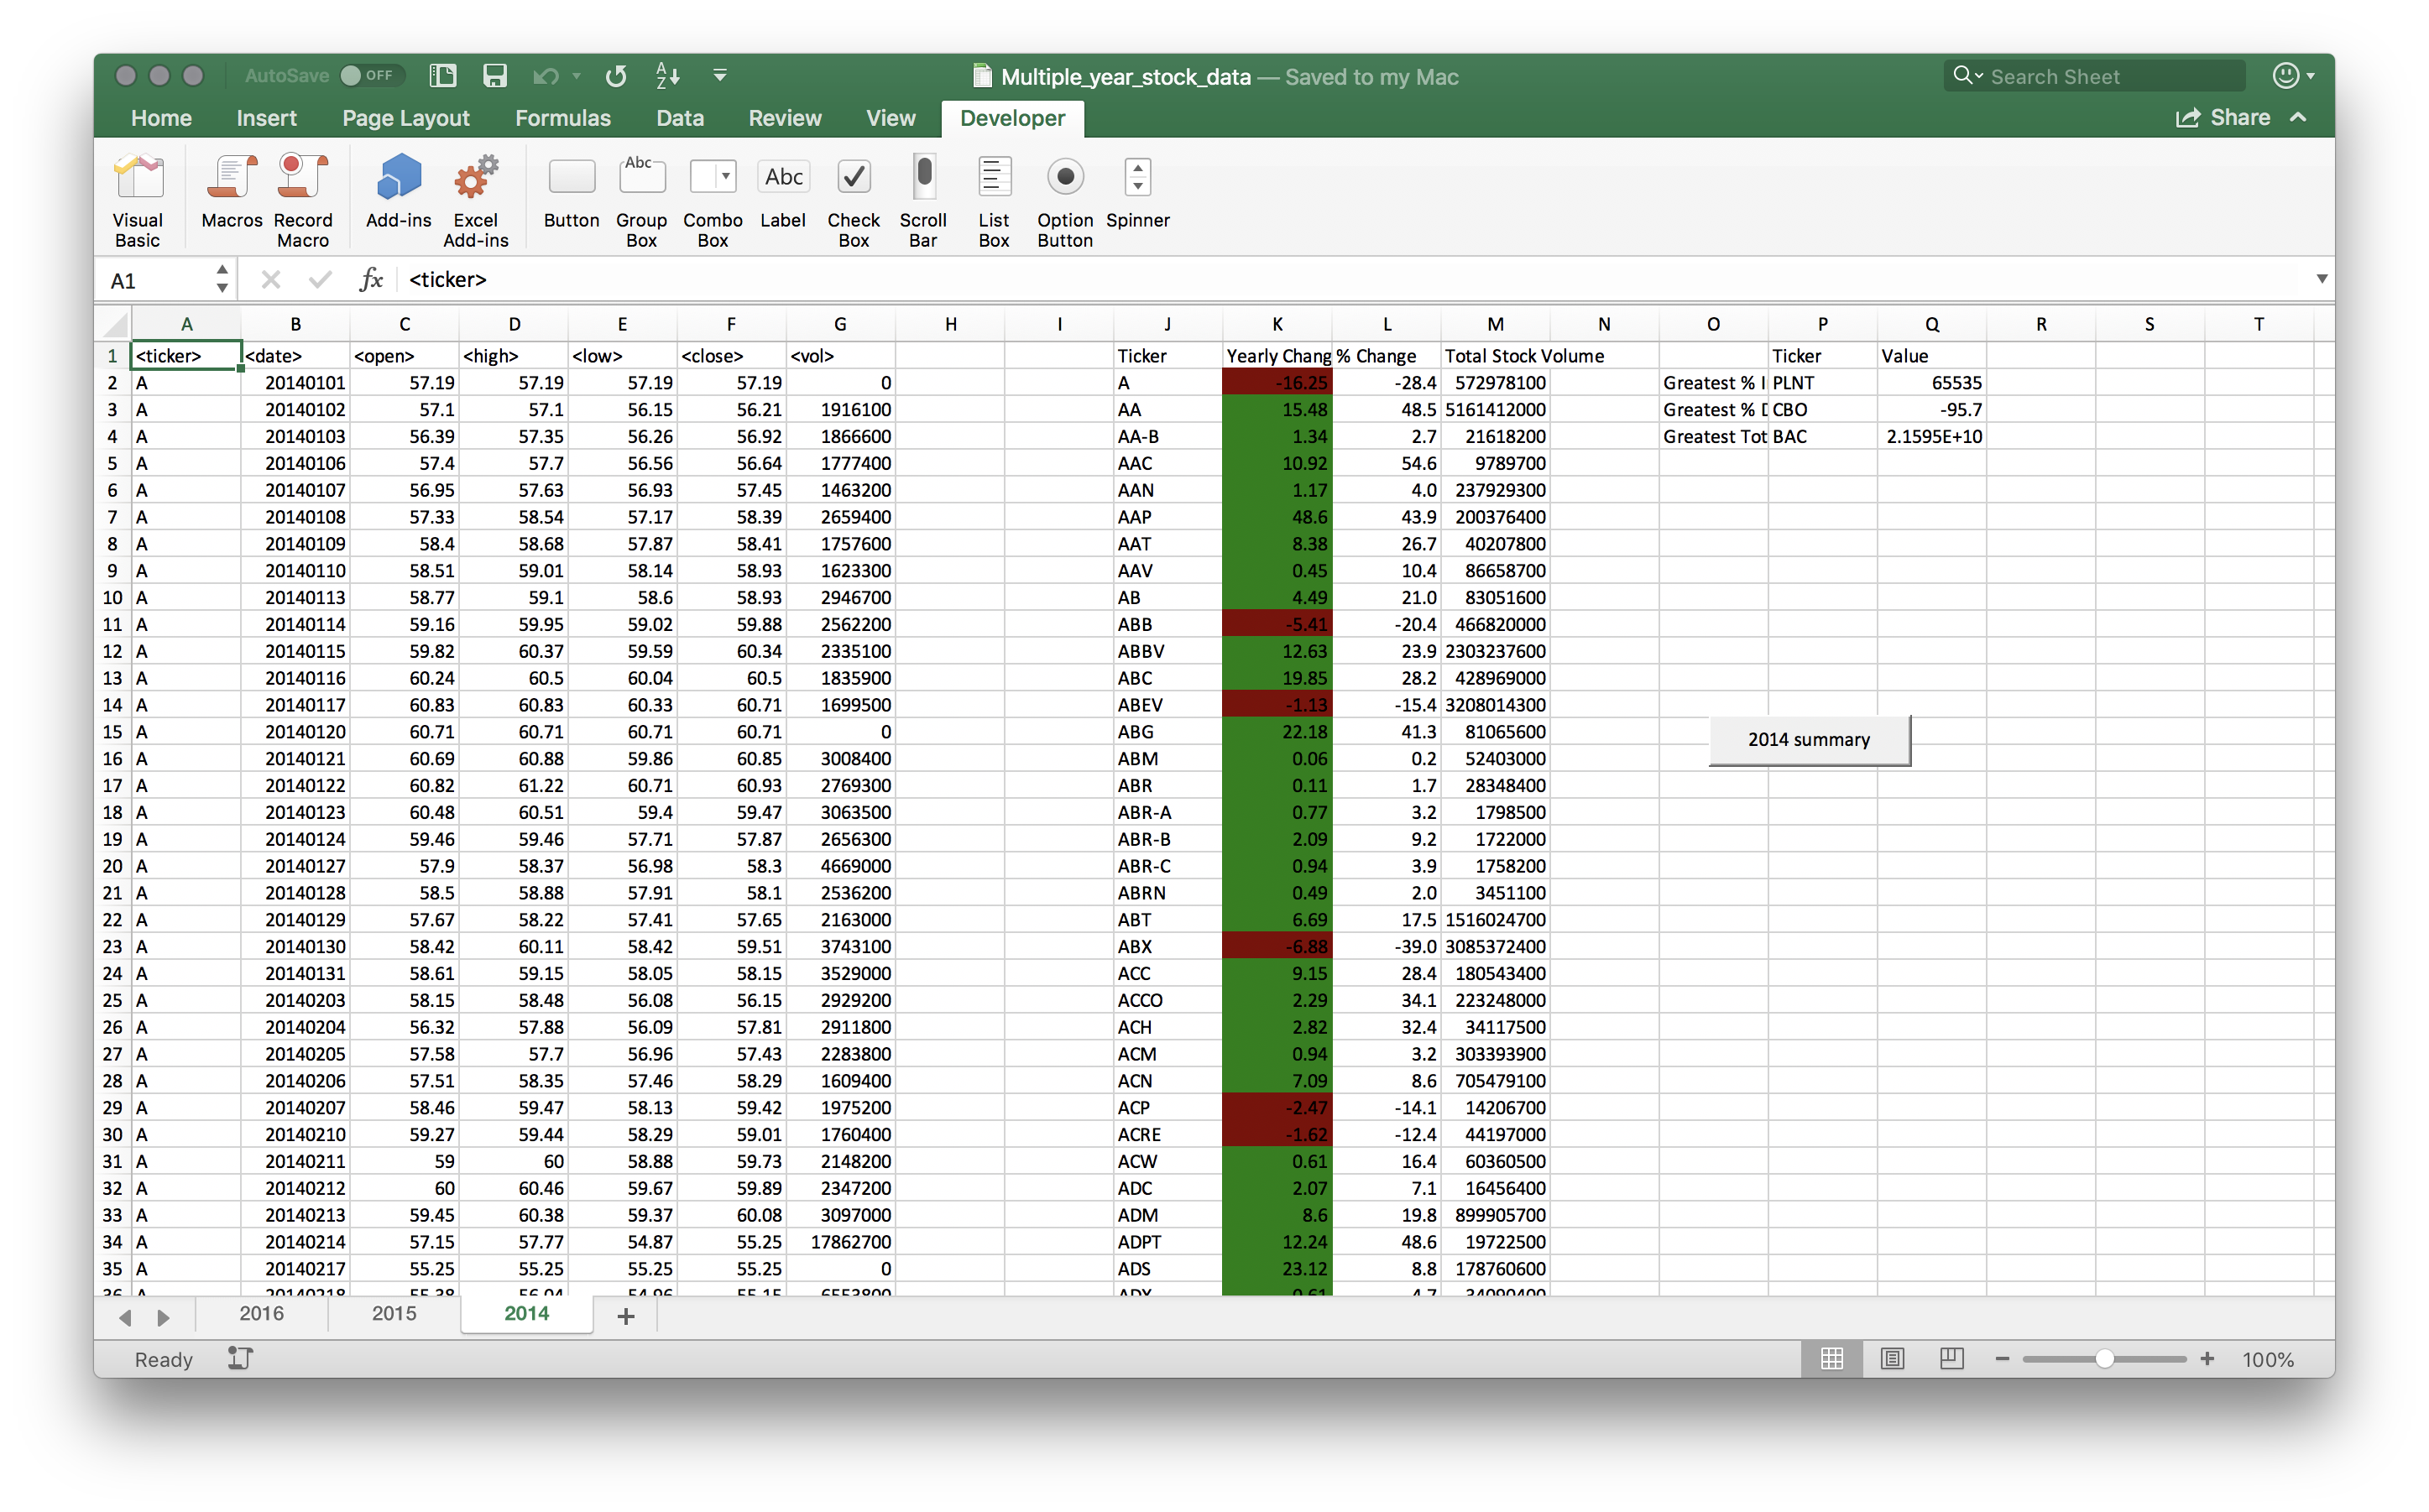 AutoSave OFF Multiple_year_stock_data — Saved to my Mac Search Sheet
Home Insert Page Layout Formulas Data Review View Developer Share
Visual Basic Macros Record Macro Add-ins Excel Add-ins Button Group Box Combo Box Label Check Box Scroll Bar List Box Option Button Spinner
Abc Abc
A1 fx <ticker>
A B C D E F G H I J K L M N O P Q R S T
1 <ticker> <date> <open> <high> <low> <close> <vol> Ticker Yearly Chang % Change Total Stock Volume Ticker Value
2 A 20140101 57.19 57.19 57.19 57.19 0 A -16.25 -28.4 572978100 Greatest % I PLNT 65535
3 A 20140102 57.1 57.1 56.15 56.21 1916100 AA 15.48 48.5 5161412000 Greatest % D CBO -95.7
4 A 20140103 56.39 57.35 56.26 56.92 1866600 AA-B 1.34 2.7 21618200 Greatest Tot BAC 2.1595E+10
5 A 20140106 57.4 57.7 56.56 56.64 1777400 AAC 10.92 54.6 9789700
6 A 20140107 56.95 57.63 56.93 57.45 1463200 AAN 1.17 4.0 237929300
7 A 20140108 57.33 58.54 57.17 58.39 2659400 AAP 48.6 43.9 200376400
8 A 20140109 58.4 58.68 57.87 58.41 1757600 AAT 8.38 26.7 40207800
9 A 20140110 58.51 59.01 58.14 58.93 1623300 AAV 0.45 10.4 86658700
10 A 20140113 58.77 59.1 58.6 58.93 2946700 AB 4.49 21.0 83051600
11 A 20140114 59.16 59.95 59.02 59.88 2562200 ABB -5.41 -20.4 466820000
12 A 20140115 59.82 60.37 59.59 60.34 2335100 ABBV 12.63 23.9 2303237600
13 A 20140116 60.24 60.5 60.04 60.5 1835900 ABC 19.85 28.2 428969000
14 A 20140117 60.83 60.83 60.33 60.71 1699500 ABEV -1.13 -15.4 3208014300
15 A 20140120 60.71 60.71 60.71 60.71 0 ABG 22.18 41.3 81065600 2014 summary
16 A 20140121 60.69 60.88 59.86 60.85 3008400 ABM 0.06 0.2 52403000
17 A 20140122 60.82 61.22 60.71 60.93 2769300 ABR 0.11 1.7 28348400
18 A 20140123 60.48 60.51 59.4 59.47 3063500 ABR-A 0.77 3.2 1798500
19 A 20140124 59.46 59.46 57.71 57.87 2656300 ABR-B 2.09 9.2 1722000
20 A 20140127 57.9 58.37 56.98 58.3 4669000 ABR-C 0.94 3.9 1758200
21 A 20140128 58.5 58.88 57.91 58.1 2536200 ABRN 0.49 2.0 3451100
22 A 20140129 57.67 58.22 57.41 57.65 2163000 ABT 6.69 17.5 1516024700
23 A 20140130 58.42 60.11 58.42 59.51 3743100 ABX -6.88 -39.0 3085372400
24 A 20140131 58.61 59.15 58.05 58.15 3529000 ACC 9.15 28.4 180543400
25 A 20140203 58.15 58.48 56.08 56.15 2929200 ACCO 2.29 34.1 223248000
26 A 20140204 56.32 57.88 56.09 57.81 2911800 ACH 2.82 32.4 34117500
27 A 20140205 57.58 57.7 56.96 57.43 2283800 ACM 0.94 3.2 303393900
28 A 20140206 57.51 58.35 57.46 58.29 1609400 ACN 7.09 8.6 705479100
29 A 20140207 58.46 59.47 58.13 59.42 1975200 ACP -2.47 -14.1 14206700
30 A 20140210 59.27 59.44 58.29 59.01 1760400 ACRE -1.62 -12.4 44197000
31 A 20140211 59 60 58.88 59.73 2148200 ACW 0.61 16.4 60360500
32 A 20140212 60 60.46 59.67 59.89 2347200 ADC 2.07 7.1 16456400
33 A 20140213 59.45 60.38 59.37 60.08 3097000 ADM 8.6 19.8 899905700
34 A 20140214 57.15 57.77 54.87 55.25 17862700 ADPT 12.24 48.6 19722500
35 A 20140217 55.25 55.25 55.25 55.25 0 ADS 23.12 8.8 178760600
2016 2015 2014
Ready 100%